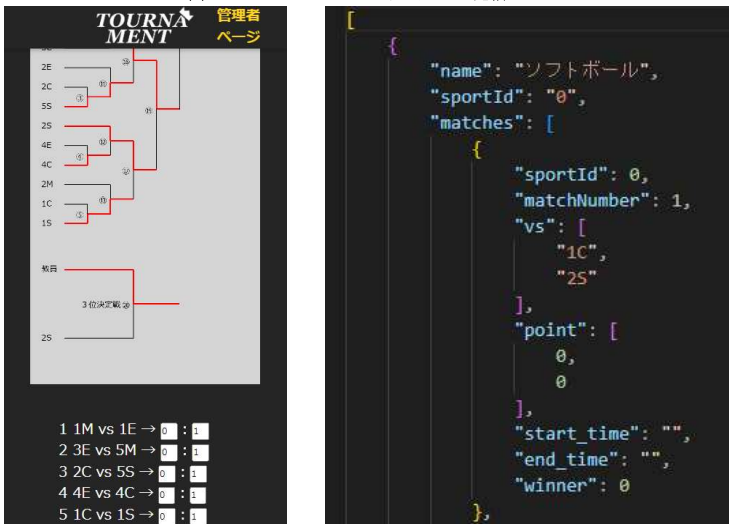 TOURNA
MENT
管理者
ページ
2E
2C
5S
2S
4E
4C
2M
1C
1S
教員
3位決定戦⑳
2S
1 1M vs 1E → 0 : 1
2 3E vs 5M → 0 : 1
3 2C vs 5S → 0 : 1
4 4E vs 4C → 0 : 1
5 1C vs 1S → 0 : 1
[
{
"name": "ソフトボール",
"sportId": "0",
"matches": [
{
"sportId": 0,
"matchNumber": 1,
"vs": [
"1C",
"2S"
],
"point": [
0,
0
],
"start_time": "",
"end_time": "",
"winner": 0
},